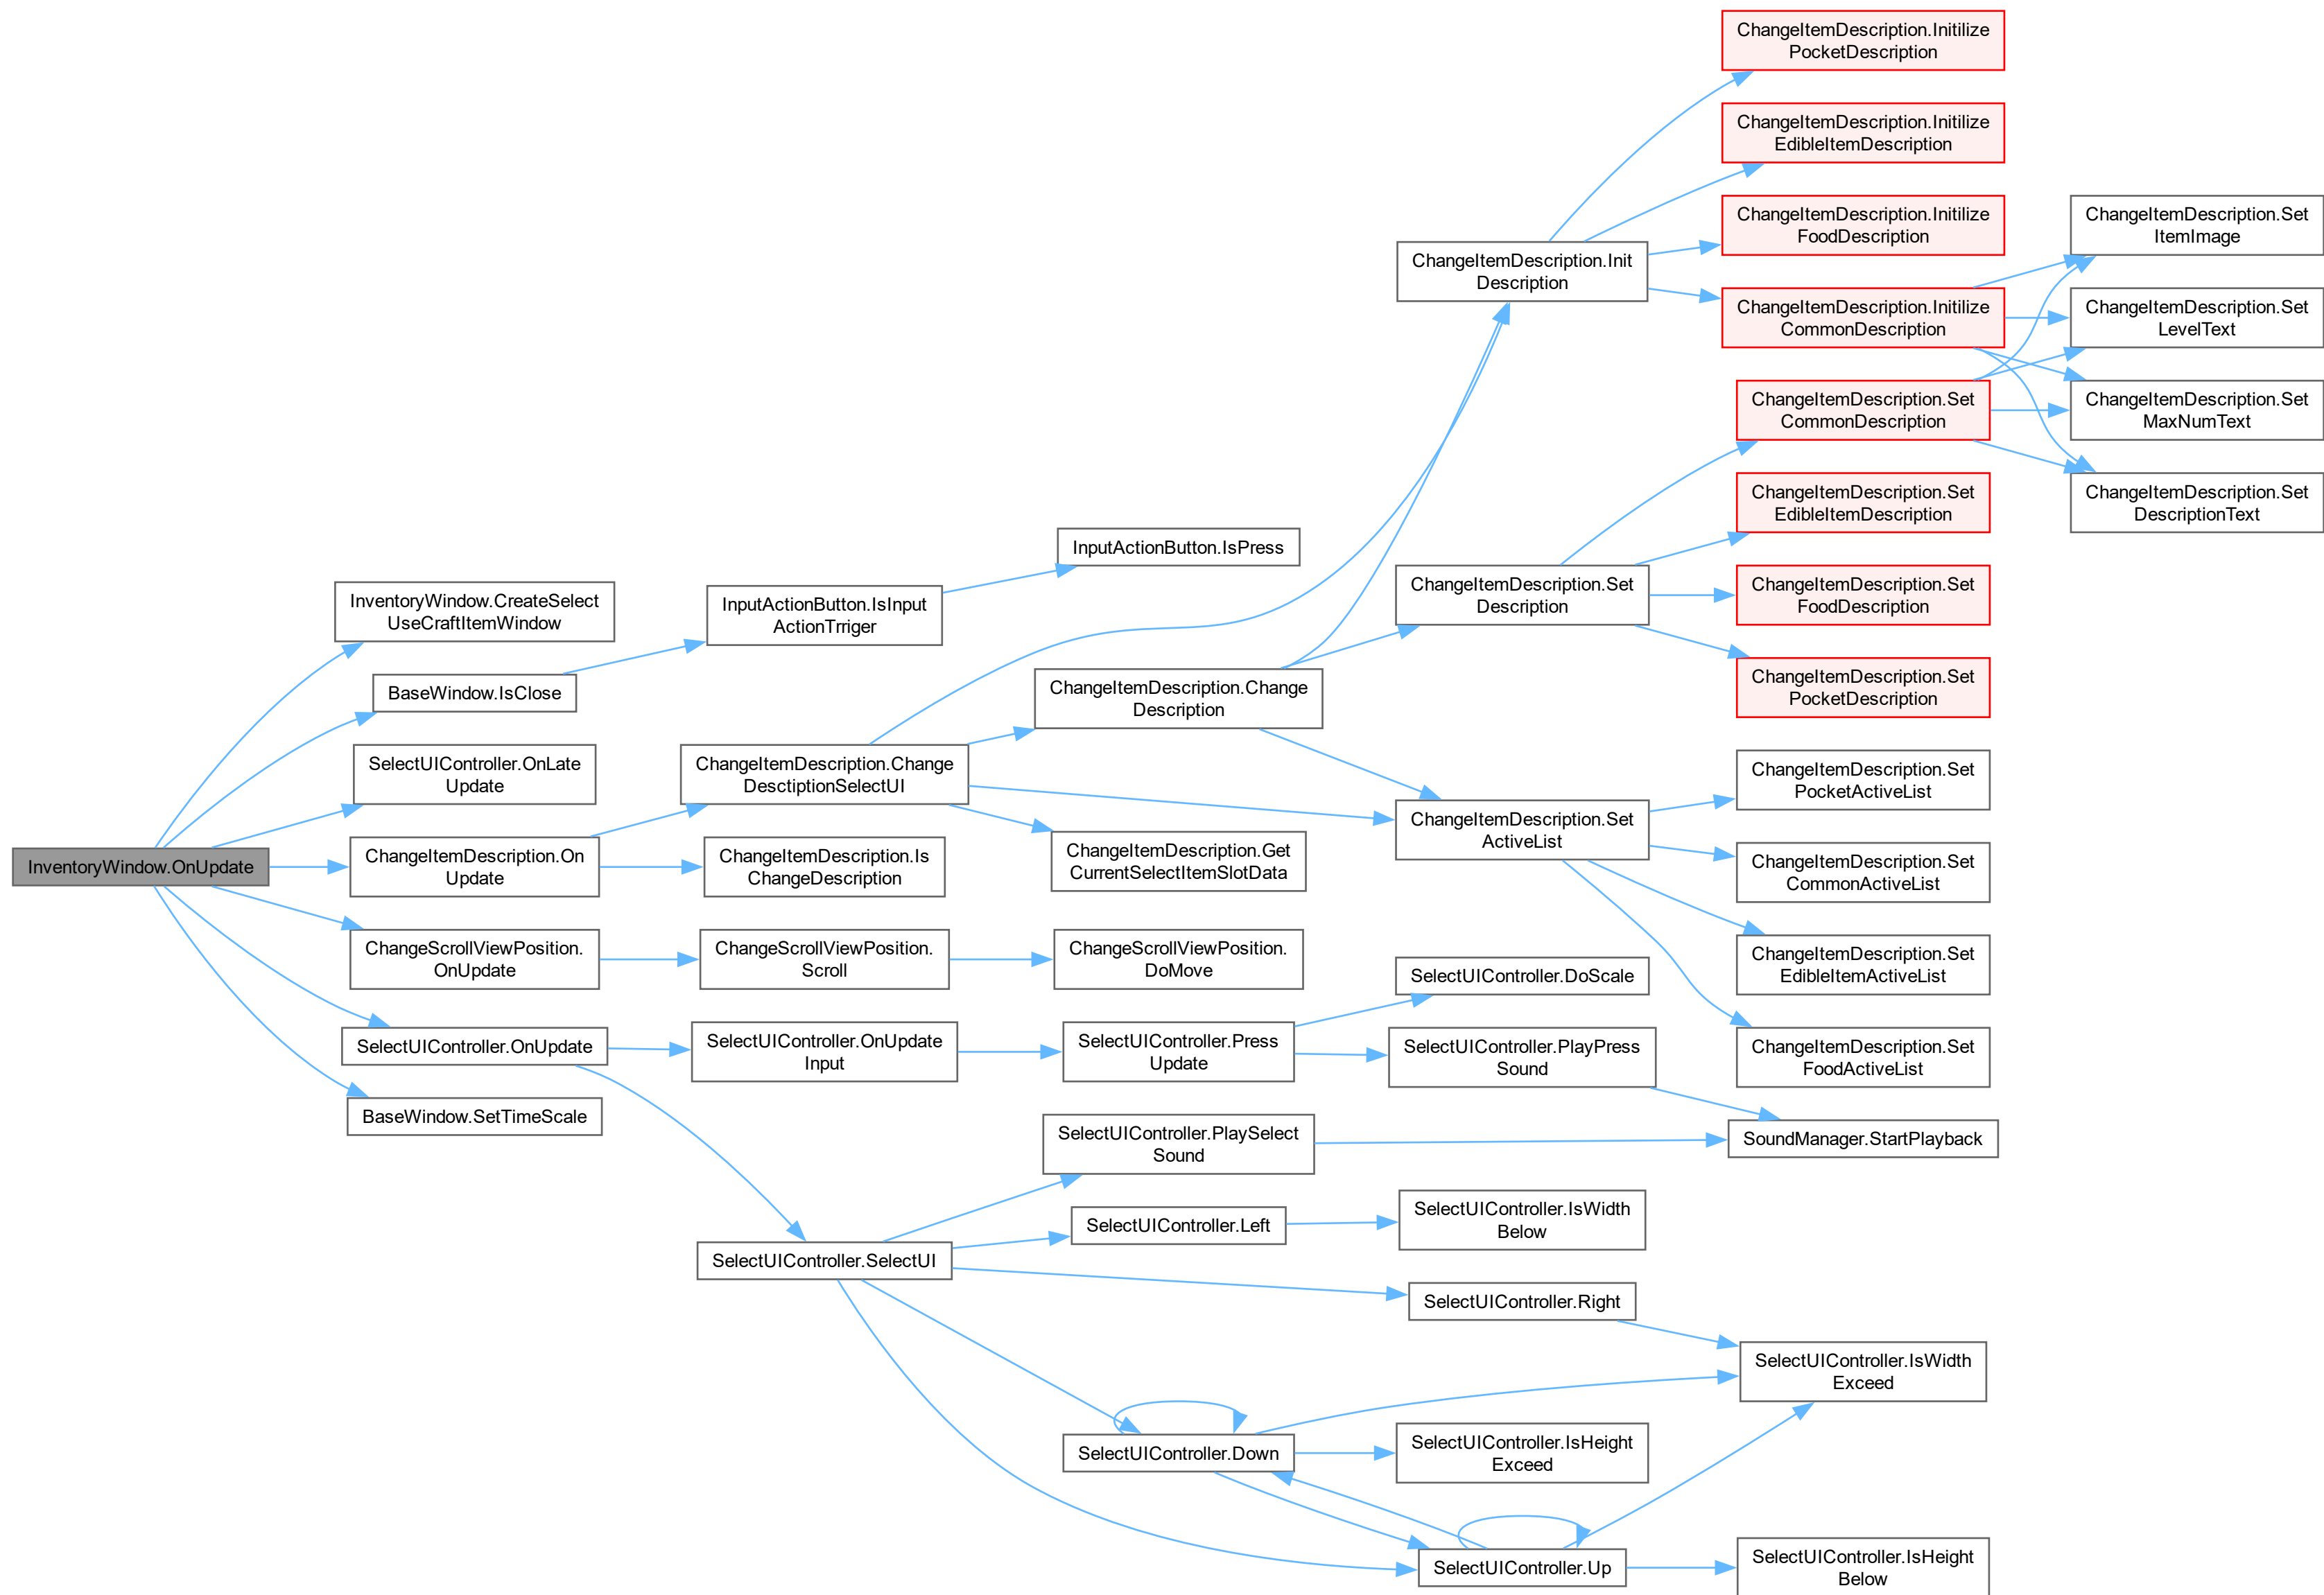 ChangeItemDescription.Initilize
PocketDescription
ChangeItemDescription.Initilize
EdibleItemDescription
ChangeItemDescription.Initilize
FoodDescription
ChangeItemDescription.Set
ItemImage
ChangeItemDescription.Init
Description
ChangeItemDescription.Initilize
CommonDescription
ChangeItemDescription.Set
LevelText
ChangeItemDescription.Set
CommonDescription
ChangeItemDescription.Set
MaxNumText
ChangeItemDescription.Set
EdibleItemDescription
ChangeItemDescription.Set
DescriptionText
InputActionButton.IsPress
InventoryWindow.CreateSelect
UseCraftItemWindow
InputActionButton.IsInput
ActionTrriger
ChangeItemDescription.Set
Description
ChangeItemDescription.Set
FoodDescription
BaseWindow.IsClose
ChangeItemDescription.Change
Description
ChangeItemDescription.Set
PocketDescription
SelectUIController.OnLate
Update
ChangeItemDescription.Change
DesctiptionSelectUI
ChangeItemDescription.Set
PocketActiveList
InventoryWindow.OnUpdate
ChangeItemDescription.On
Update
ChangeItemDescription.Is
ChangeDescription
ChangeItemDescription.Get
CurrentSelectItemSlotData
ChangeItemDescription.Set
ActiveList
ChangeItemDescription.Set
CommonActiveList
ChangeScrollViewPosition.
OnUpdate
ChangeScrollViewPosition.
Scroll
ChangeScrollViewPosition.
DoMove
SelectUIController.DoScale
ChangeItemDescription.Set
EdibleItemActiveList
SelectUIController.OnUpdate
SelectUIController.OnUpdate
Input
SelectUIController.Press
Update
SelectUIController.PlayPress
Sound
ChangeItemDescription.Set
FoodActiveList
BaseWindow.SetTimeScale
SelectUIController.PlaySelect
Sound
SoundManager.StartPlayback
SelectUIController.SelectUI
SelectUIController.Left
SelectUIController.IsWidth
Below
SelectUIController.Right
SelectUIController.IsWidth
Exceed
SelectUIController.Down
SelectUIController.IsHeight
Exceed
SelectUIController.Up
SelectUIController.IsHeight
Below